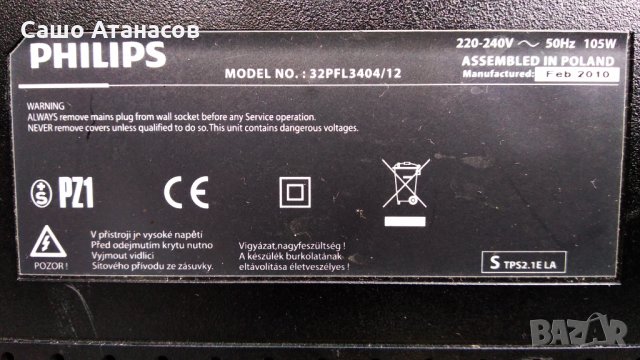 Сашо Атанасов
PHILIPS
220-240V ~ 50Hz 105W
MODEL NO. : 32PFL3404/12
ASSEMBLED IN POLAND
Manufactured: Feb 2010
WARNING
ALWAYS remove mains plug from wall socket before any Service operation.
NEVER remove covers unless qualified to do so. This unit contains dangerous voltages.
+S PZ1
CE
V přístroji je vysoké napětí
Před odejmutím krytu nutno
Vyjmout vidlici
Sítového přívodu ze zásuvky.
POZOR !
Vigyázat,nagyfeszültség !
A készülék burkolatának
eltávolítása életveszélyes !
S TPS2.1E LA
BAZAR
.bg